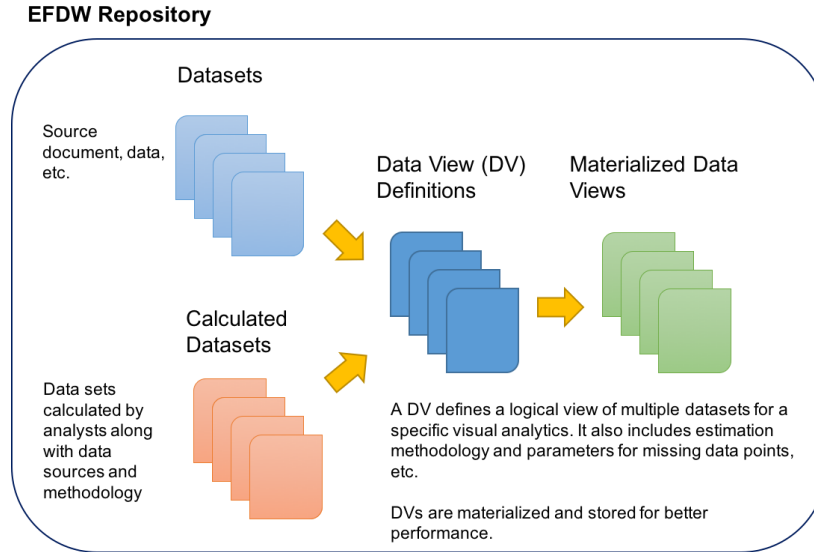 EFDW Repository
Datasets
Source
document, data,
etc.
Data View (DV)
Definitions
Materialized Data
Views
Calculated
Datasets
Data sets
calculated by
analysts along
with data
sources and
methodology
A DV defines a logical view of multiple datasets for a
specific visual analytics. It also includes estimation
methodology and parameters for missing data points,
etc.
DVs are materialized and stored for better
performance.